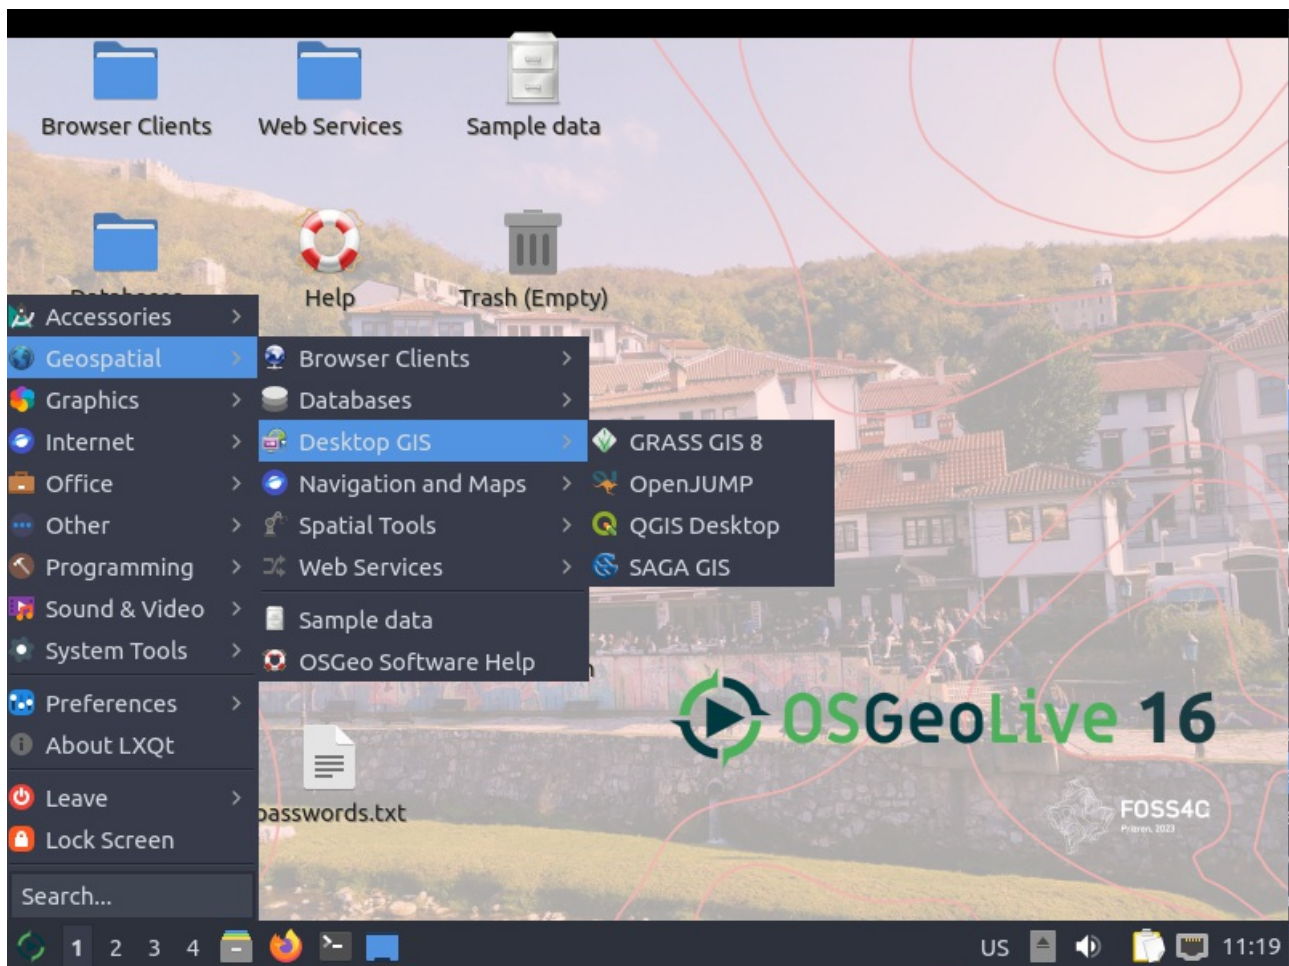 Browser Clients
Web Services
Sample data
Help
Trash (Empty)
Accessories
Geospatial
Graphics
Internet
Office
Other
Programming
Sound & Video
System Tools
Preferences
About LXQt
Leave
Lock Screen
Search...
Browser Clients
Databases
Desktop GIS
Navigation and Maps
Spatial Tools
Web Services
Sample data
OSGeo Software Help
GRASS GIS 8
OpenJUMP
QGIS Desktop
SAGA GIS
OSGeoLive 16
FOSS4G
Prizren, 2023
passwords.txt
1 2 3 4
US
11:19